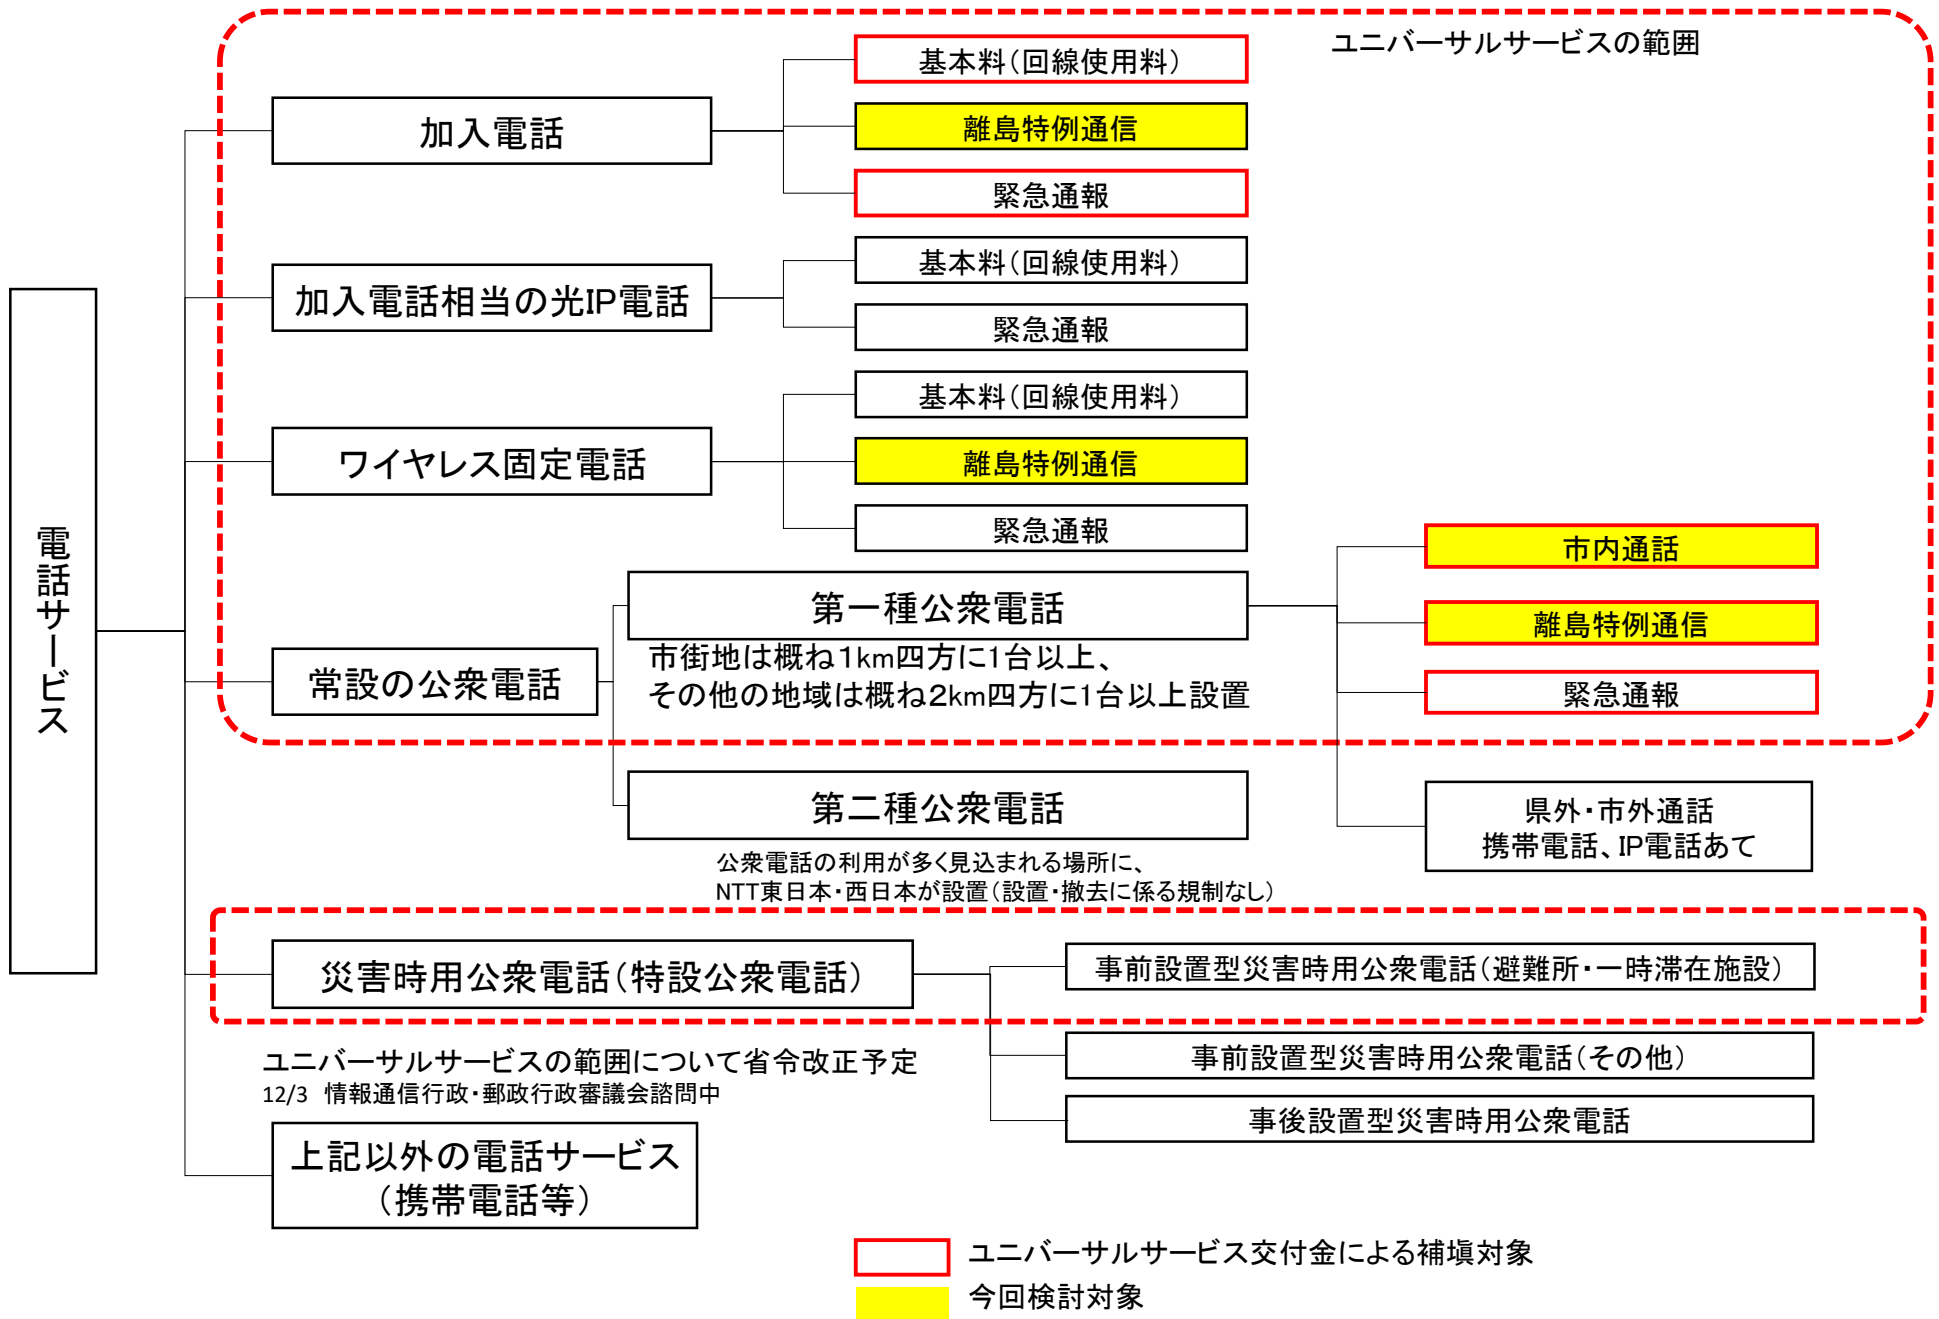 ユニバーサルサービスの範囲
電話サービス
加入電話
基本料（回線使用料）
離島特例通信
緊急通報
加入電話相当の光IP電話
基本料（回線使用料）
緊急通報
ワイヤレス固定電話
基本料（回線使用料）
離島特例通信
緊急通報
常設の公衆電話
第一種公衆電話
市街地は概ね1km四方に1台以上、
その他の地域は概ね2km四方に1台以上設置
市内通話
離島特例通信
緊急通報
県外・市外通話
携帯電話、IP電話あて
第二種公衆電話
公衆電話の利用が多く見込まれる場所に、
NTT東日本・西日本が設置（設置・撤去に係る規制なし）
災害時用公衆電話（特設公衆電話）
事前設置型災害時用公衆電話（避難所・一時滞在施設）
事前設置型災害時用公衆電話（その他）
事後設置型災害時用公衆電話
ユニバーサルサービスの範囲について省令改正予定
12/3 情報通信行政・郵政行政審議会諮問中
上記以外の電話サービス
（携帯電話等）
ユニバーサルサービス交付金による補塡対象
今回検討対象